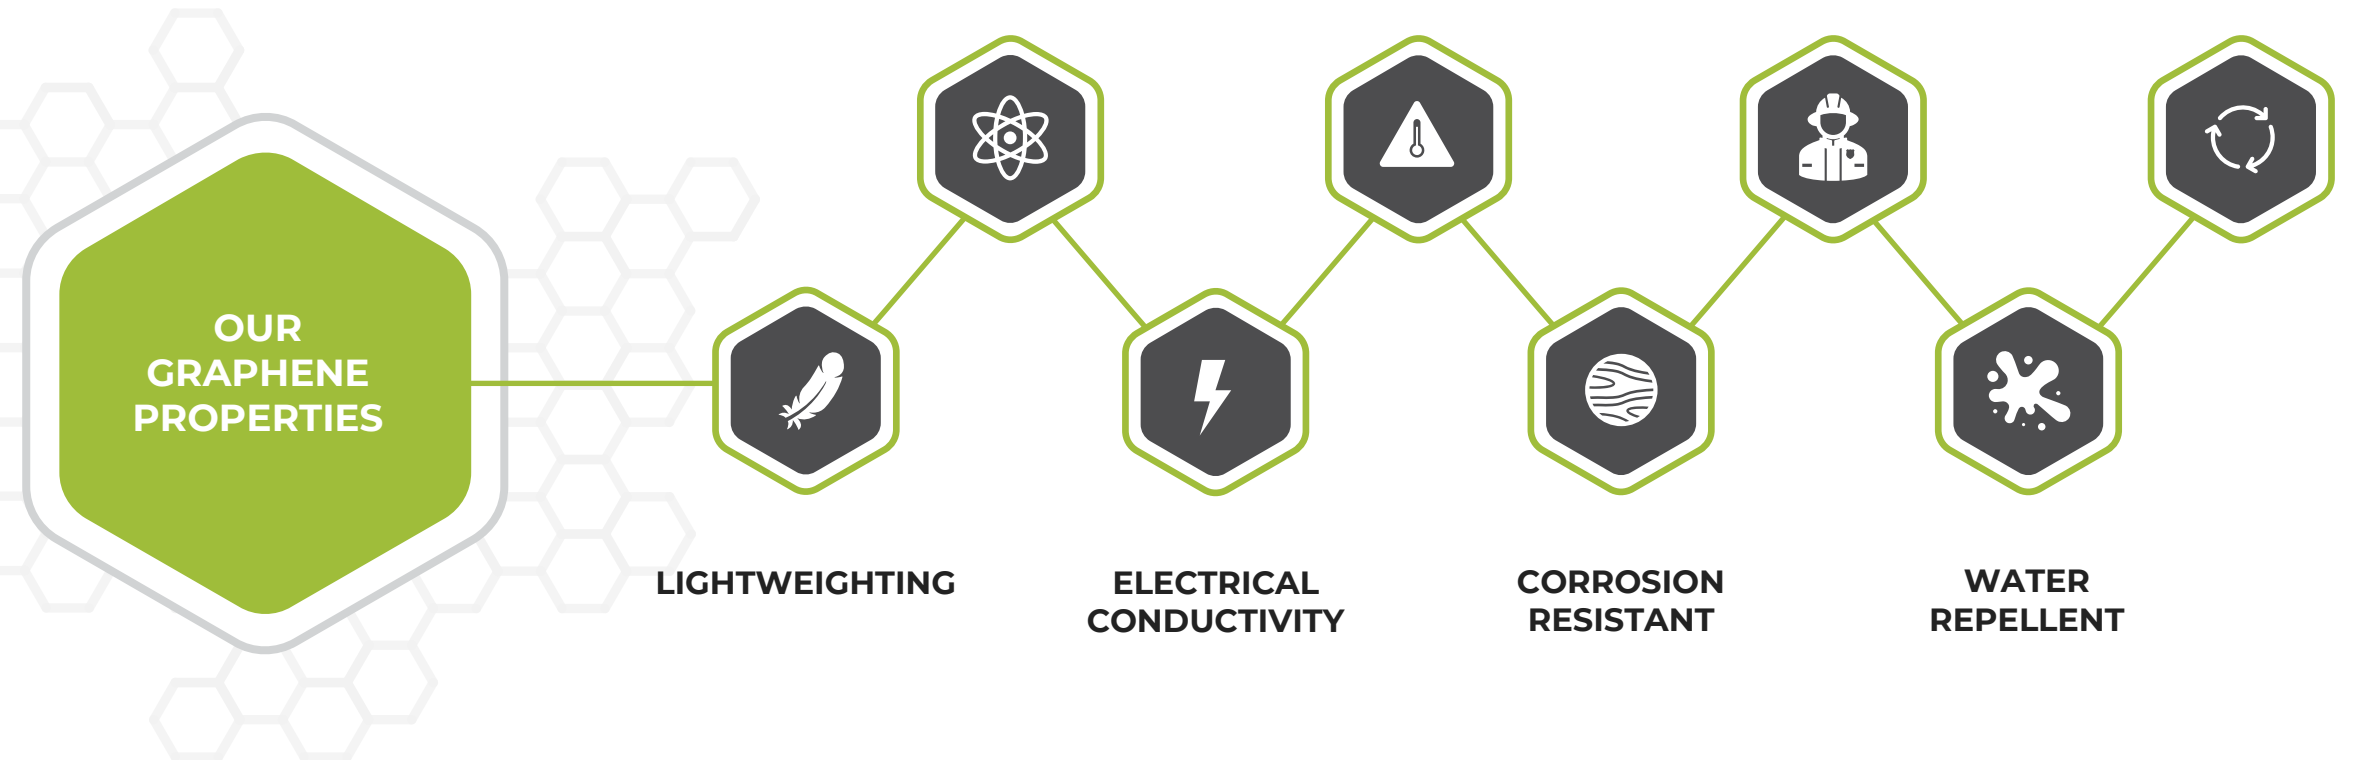 OUR
GRAPHENE
PROPERTIES
LIGHTWEIGHTING
ELECTRICAL
CONDUCTIVITY
CORROSION
RESISTANT
WATER
REPELLENT